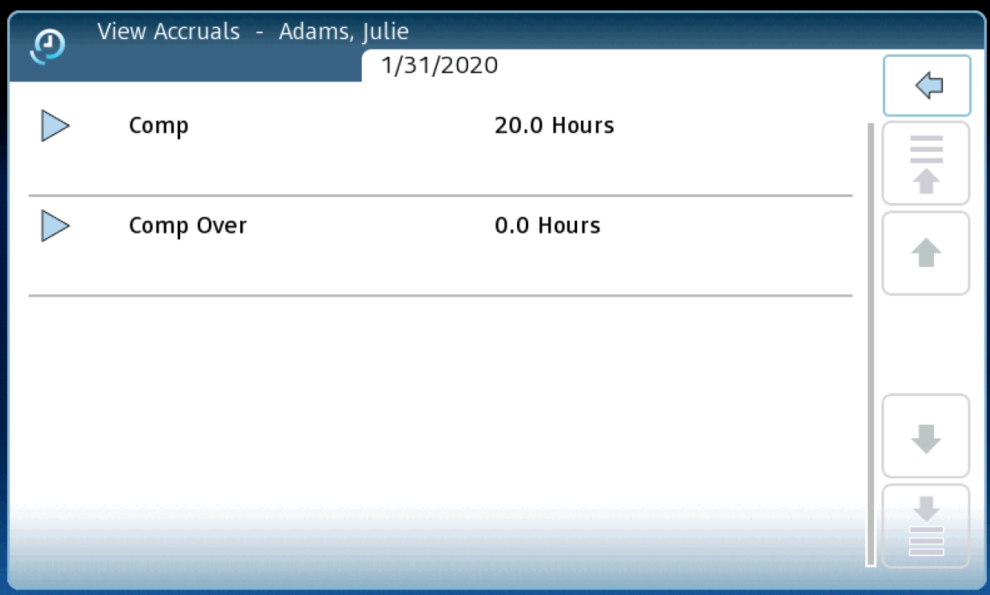 View Accruals - Adams, Julie
1/31/2020
Comp 20.0 Hours
Comp Over 0.0 Hours